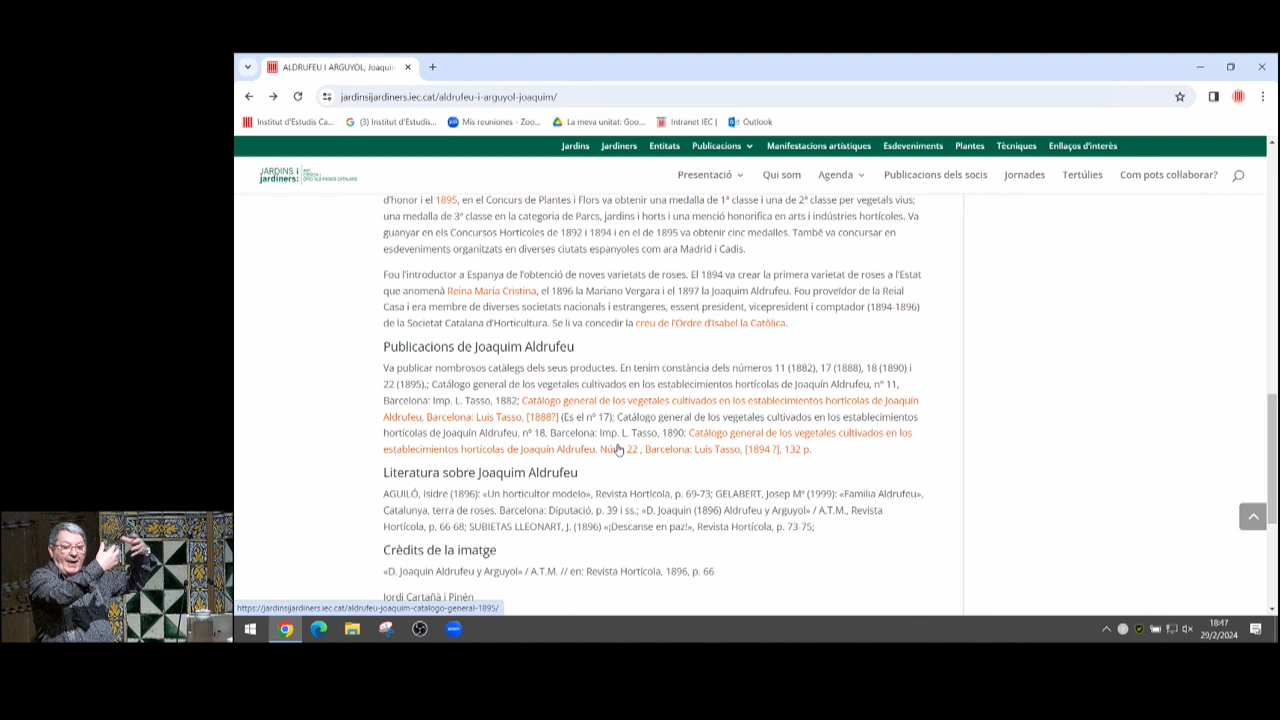 ALDRUFEU I ARGUYOL, Joaqui
jardinsijardiners.iec.cat/aldrufeu-i-arguyol-joaquim/
Institut d'Estudis Ca... (3) Institut d'Estudis... Mis reuniones - Zoo... La meva unitat: Goo... Intranet IEC | Outlook
Jardins Jardiners Entitats Publicacions Manifestacions artístiques Esdeveniments Plantes Tècniques Enllaços d'interès
JARDINS i jardiners: Presentació Qui som Agenda Publicacions dels socis Jornades Tertúlies Com pots col·laborar?
d'honor i el 1895, en el Concurs de Plantes i Flors va obtenir una medalla de 1ª classe i una de 2ª classe per vegetals vius;
una medalla de 3ª classe en la categoria de Parcs, jardins i horts i una menció honorífica en arts i indústries hortícoles. Va
guanyar en els Concursos Hortícoles de 1892 i 1894 i en el de 1895 va obtenir cinc medalles. També va concursar en
esdeveniments organitzats en diverses ciutats espanyoles com ara Madrid i Cadis.
Fou l'introductor a Espanya de l'obtenció de noves varietats de roses. El 1894 va crear la primera varietat de roses a l'Estat
que anomenà Reina Maria Cristina, el 1896 la Mariano Vergara i el 1897 la Joaquim Aldrufeu. Fou proveïdor de la Reial
Casa i era membre de diverses societats nacionals i estrangeres, essent president, vicepresident i comptador (1894-1896)
de la Societat Catalana d'Horticultura. Se li va concedir la creu de l'Ordre d'Isabel la Catòlica.
Publicacions de Joaquim Aldrufeu
Va publicar nombrosos catàlegs dels seus productes. En tenim constància dels números 11 (1882), 17 (1888), 18 (1890) i
22 (1895).; Catálogo general de los vegetales cultivados en los establecimientos hortícolas de Joaquín Aldrufeu, nº 11,
Barcelona: Imp. L. Tasso, 1882; Catálogo general de los vegetales cultivados en los establecimientos hortícolas de Joaquín
Aldrufeu, Barcelona: Luis Tasso, [1888?] (Es el nº 17); Catálogo general de los vegetales cultivados en los establecimientos
hortícolas de Joaquín Aldrufeu, nº 18, Barcelona: Imp. L. Tasso, 1890; Catálogo general de los vegetales cultivados en los
establecimientos hortícolas de Joaquín Aldrufeu. Núm 22 , Barcelona: Luis Tasso, [1894 ?], 132 p.
Literatura sobre Joaquim Aldrufeu
AGUILÓ, Isidre (1896): «Un horticultor modelo», Revista Hortícola, p. 69-73; GELABERT, Josep Mª (1999): «Familia Aldrufeu»,
Catalunya, terra de roses, Barcelona: Diputació, p. 39 i ss.; «D. Joaquin (1896) Aldrufeu y Arguyol» / A.T.M., Revista
Hortícola, p. 66-68; SUBIETAS LLEONART, J. (1896) «¡Descanse en paz!», Revista Hortícola, p. 73-75;
Crèdits de la imatge
«D. Joaquin Aldrufeu y Arguyol» / A.T.M. // en: Revista Hortícola, 1896, p. 66
Jordi Cartañà i Pinén
https://jardinsijardiners.iec.cat/aldrufeu-joaquim-catalogo-general-1895/
18:47
29/2/2024